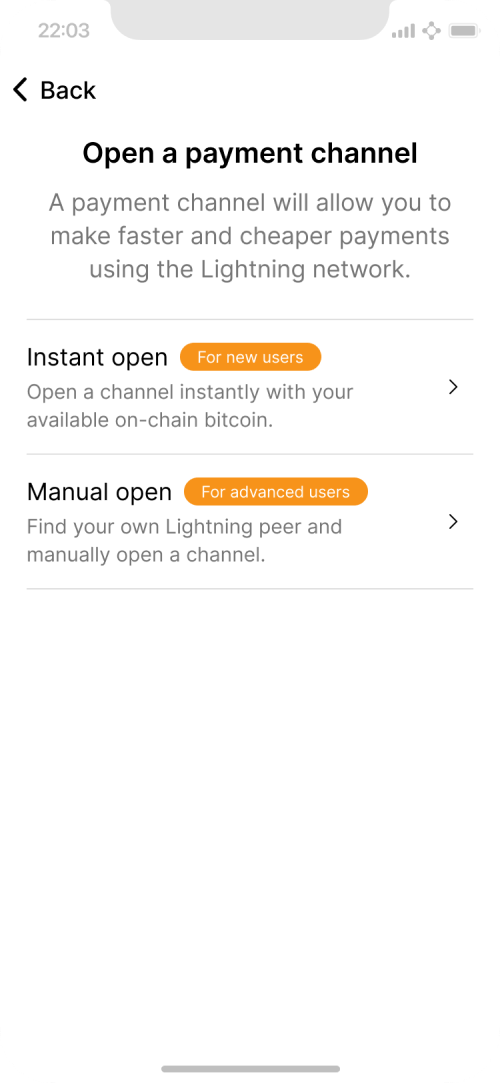 22:03
Back
Open a payment channel
A payment channel will allow you to
make faster and cheaper payments
using the Lightning network.
Instant open For new users
Open a channel instantly with your
available on-chain bitcoin.
Manual open For advanced users
Find your own Lightning peer and
manually open a channel.